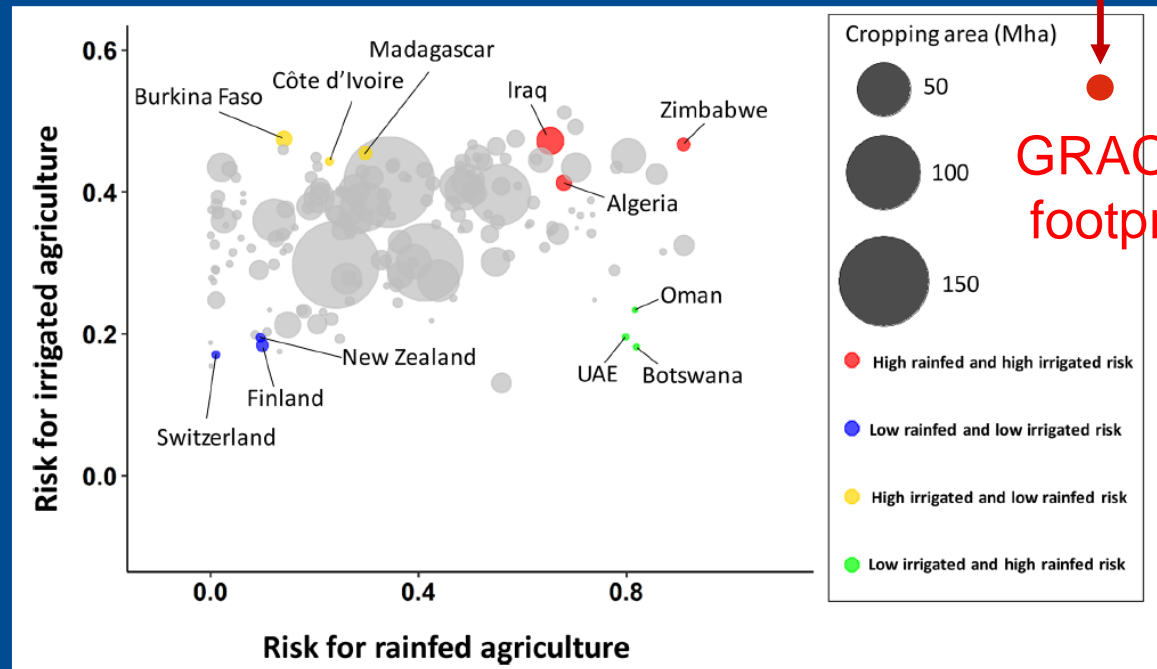 0.6
0.4
0.2
0.0
0.0
0.4
0.8
Risk for irrigated agriculture
Risk for rainfed agriculture
Madagascar
Côte d’Ivoire
Burkina Faso
Iraq
Zimbabwe
Algeria
Oman
UAE
Botswana
New Zealand
Finland
Switzerland
Cropping area (Mha)
50
100
150
High rainfed and high irrigated risk
Low rainfed and low irrigated risk
High irrigated and low rainfed risk
Low irrigated and high rainfed risk